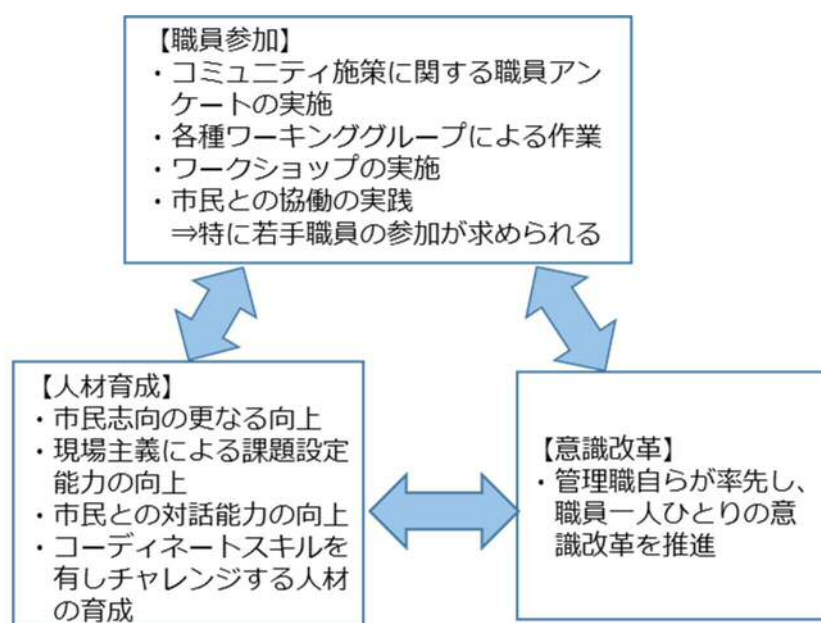 【職員参加】
・コミュニティ施策に関する職員アン
ケートの実施
・各種ワーキンググループによる作業
・ワークショップの実施
・市民との協働の実践
⇒特に若手職員の参加が求められる
【人材育成】
・市民志向の更なる向上
・現場主義による課題設定
能力の向上
・市民との対話能力の向上
・コーディネートスキルを
有しチャレンジする人材
の育成
【意識改革】
・管理職自らが率先し、
職員一人ひとりの意
識改革を推進